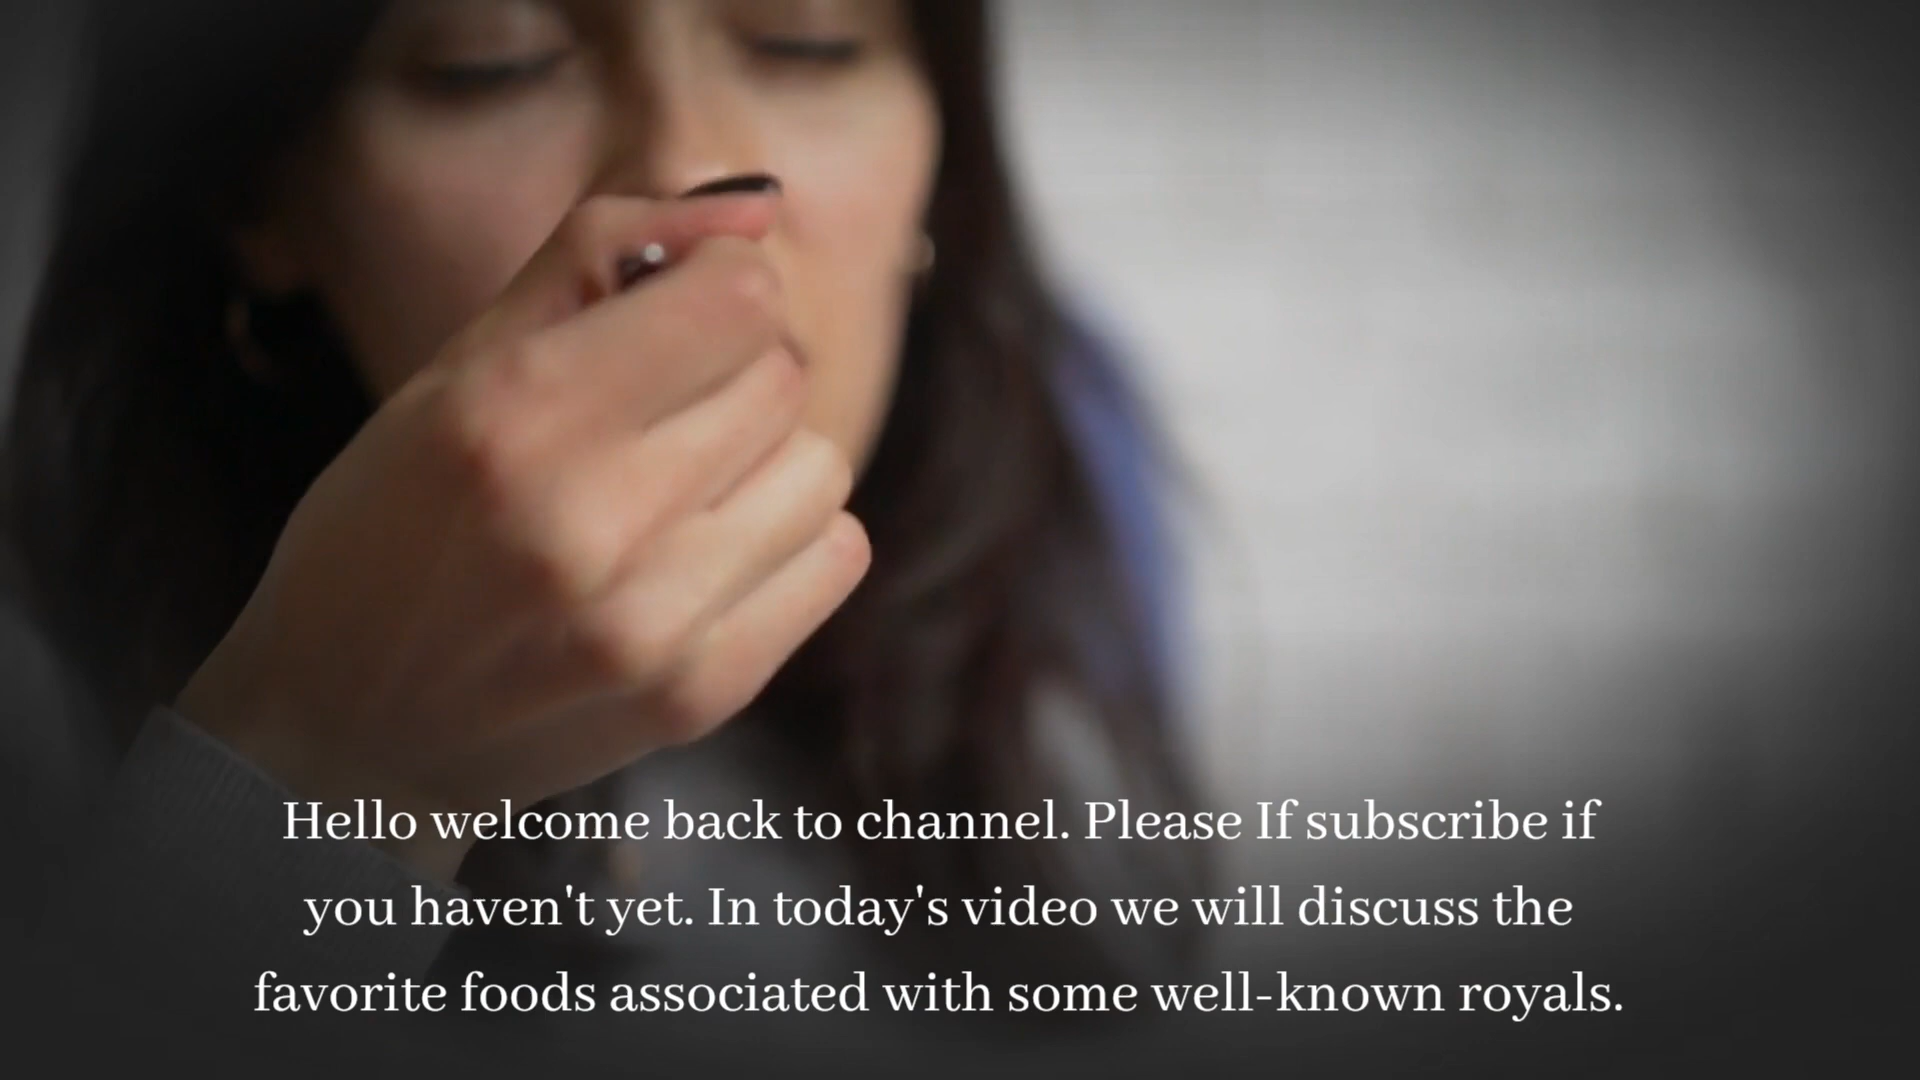 Hello welcome back to channel. Please If subscribe if
you haven't yet. In today's video we will discuss the
favorite foods associated with some well-known royals.